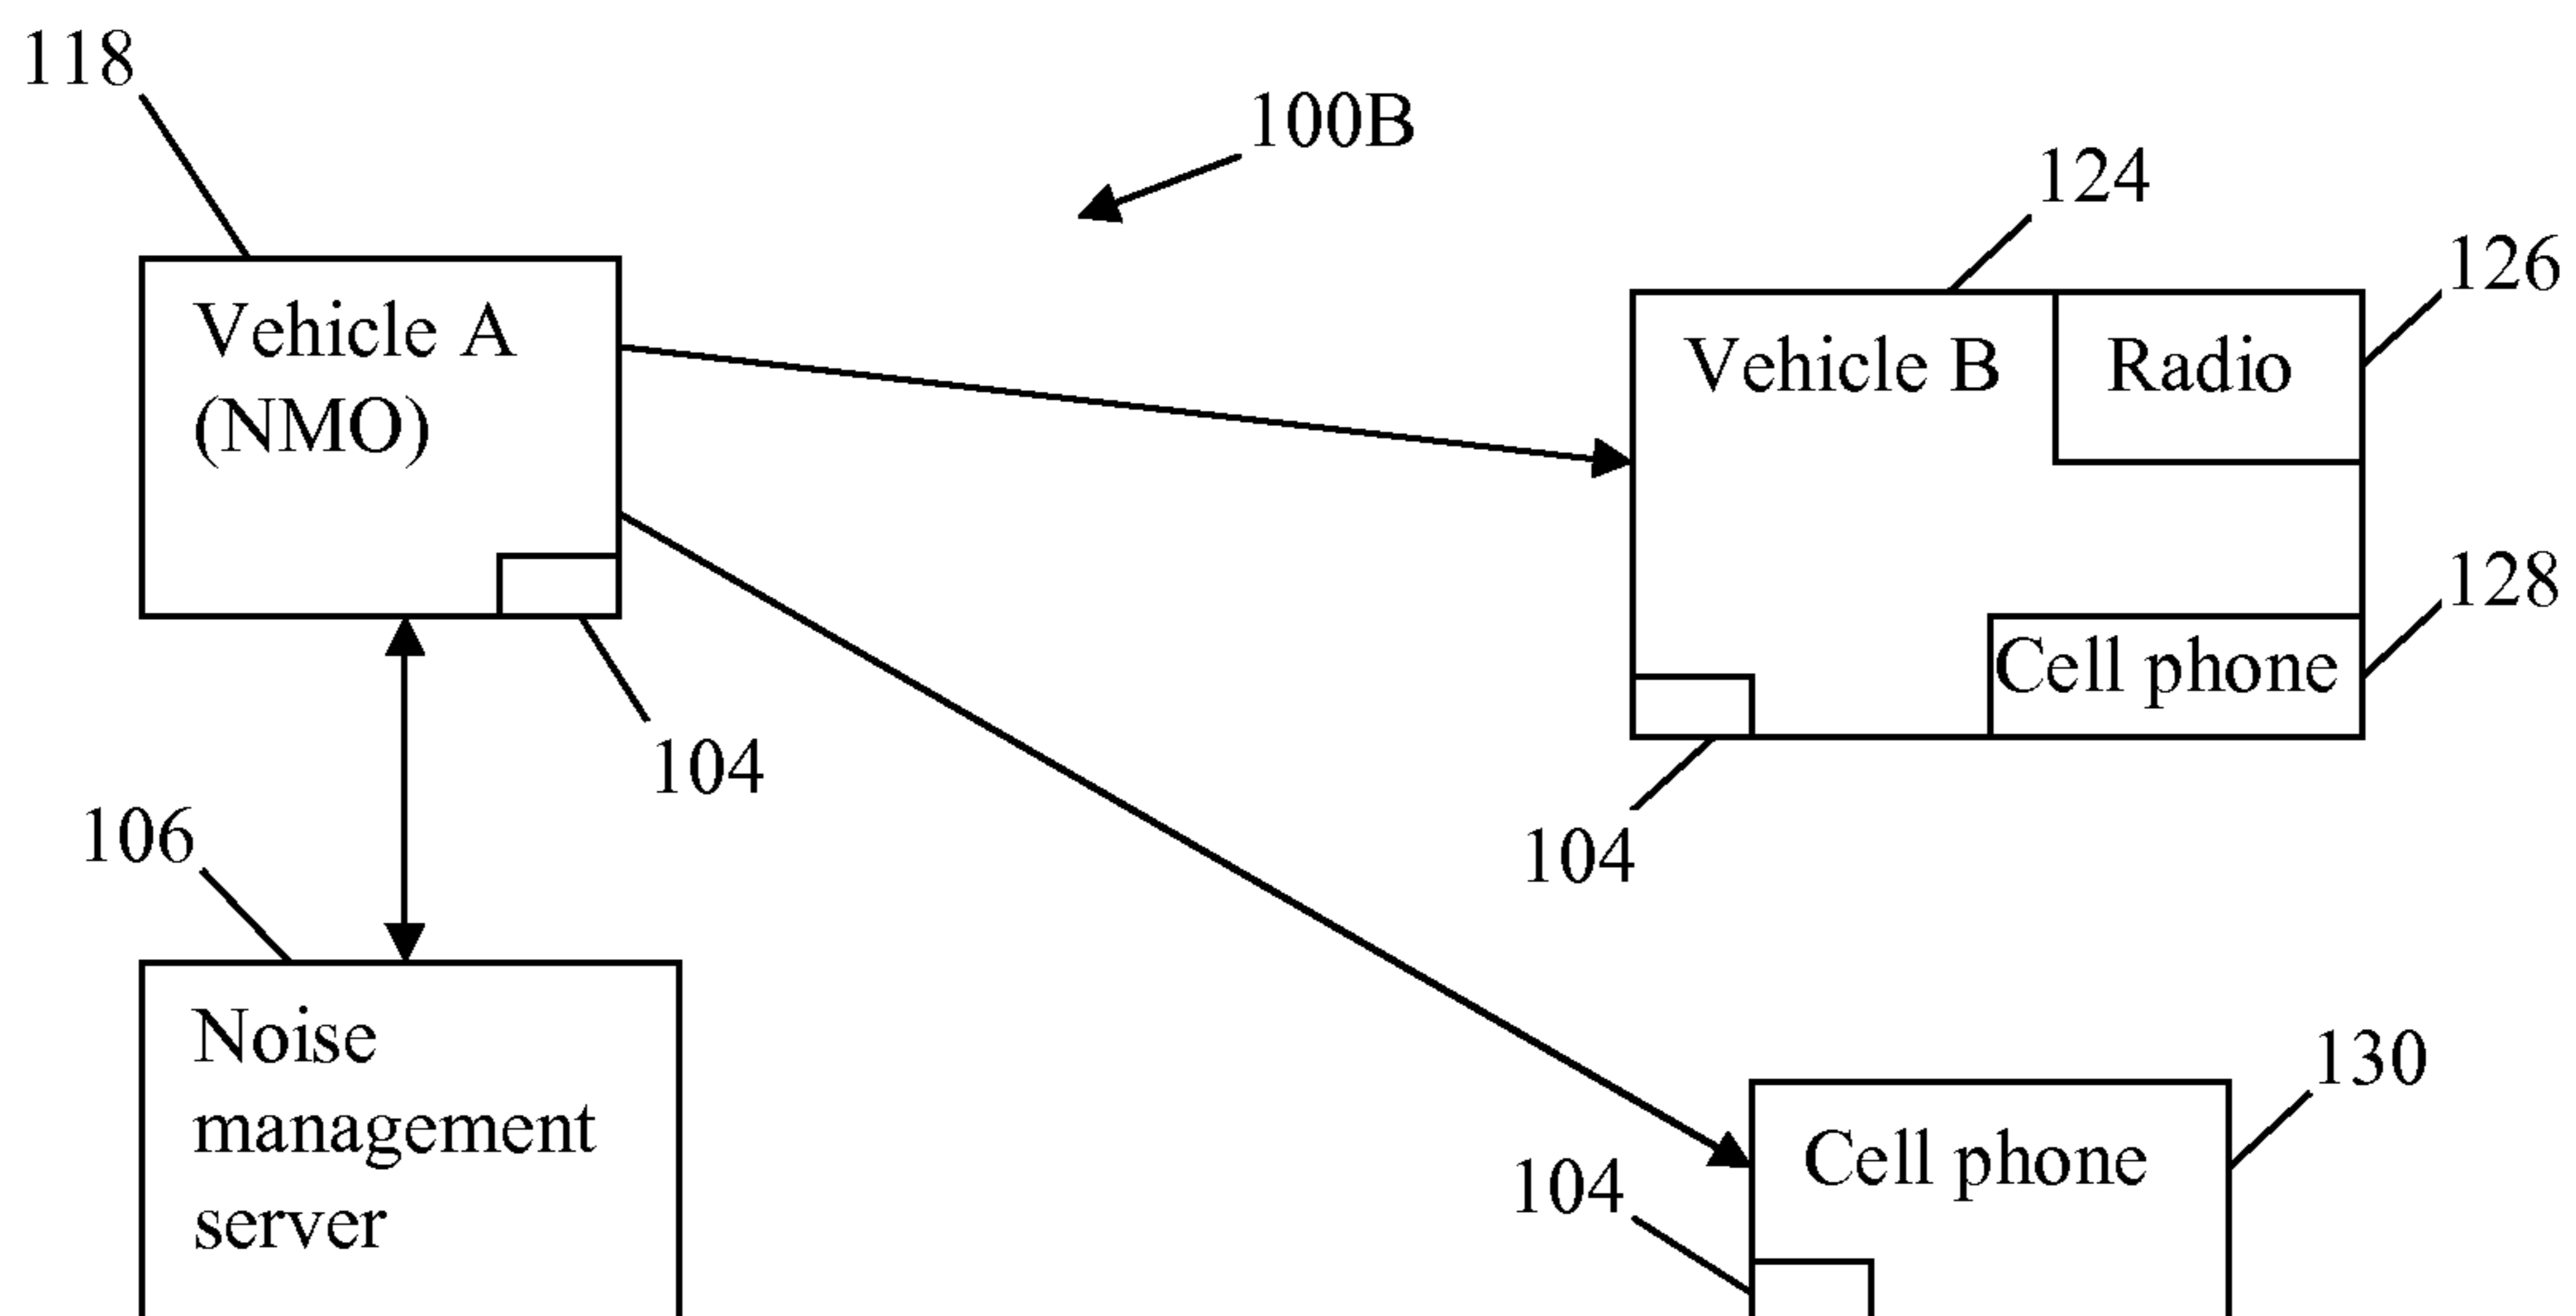 118
100B
124
126
Vehicle A
(NMO)
Vehicle B
Radio
128
Cell phone
104
104
106
Noise
management
server
130
Cell phone
104